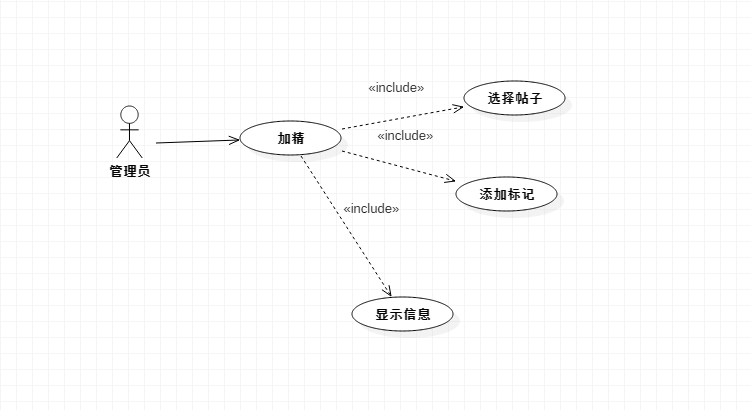 «include»
选择帖子
«include»
加精
管理员
添加标记
«include»
显示信息